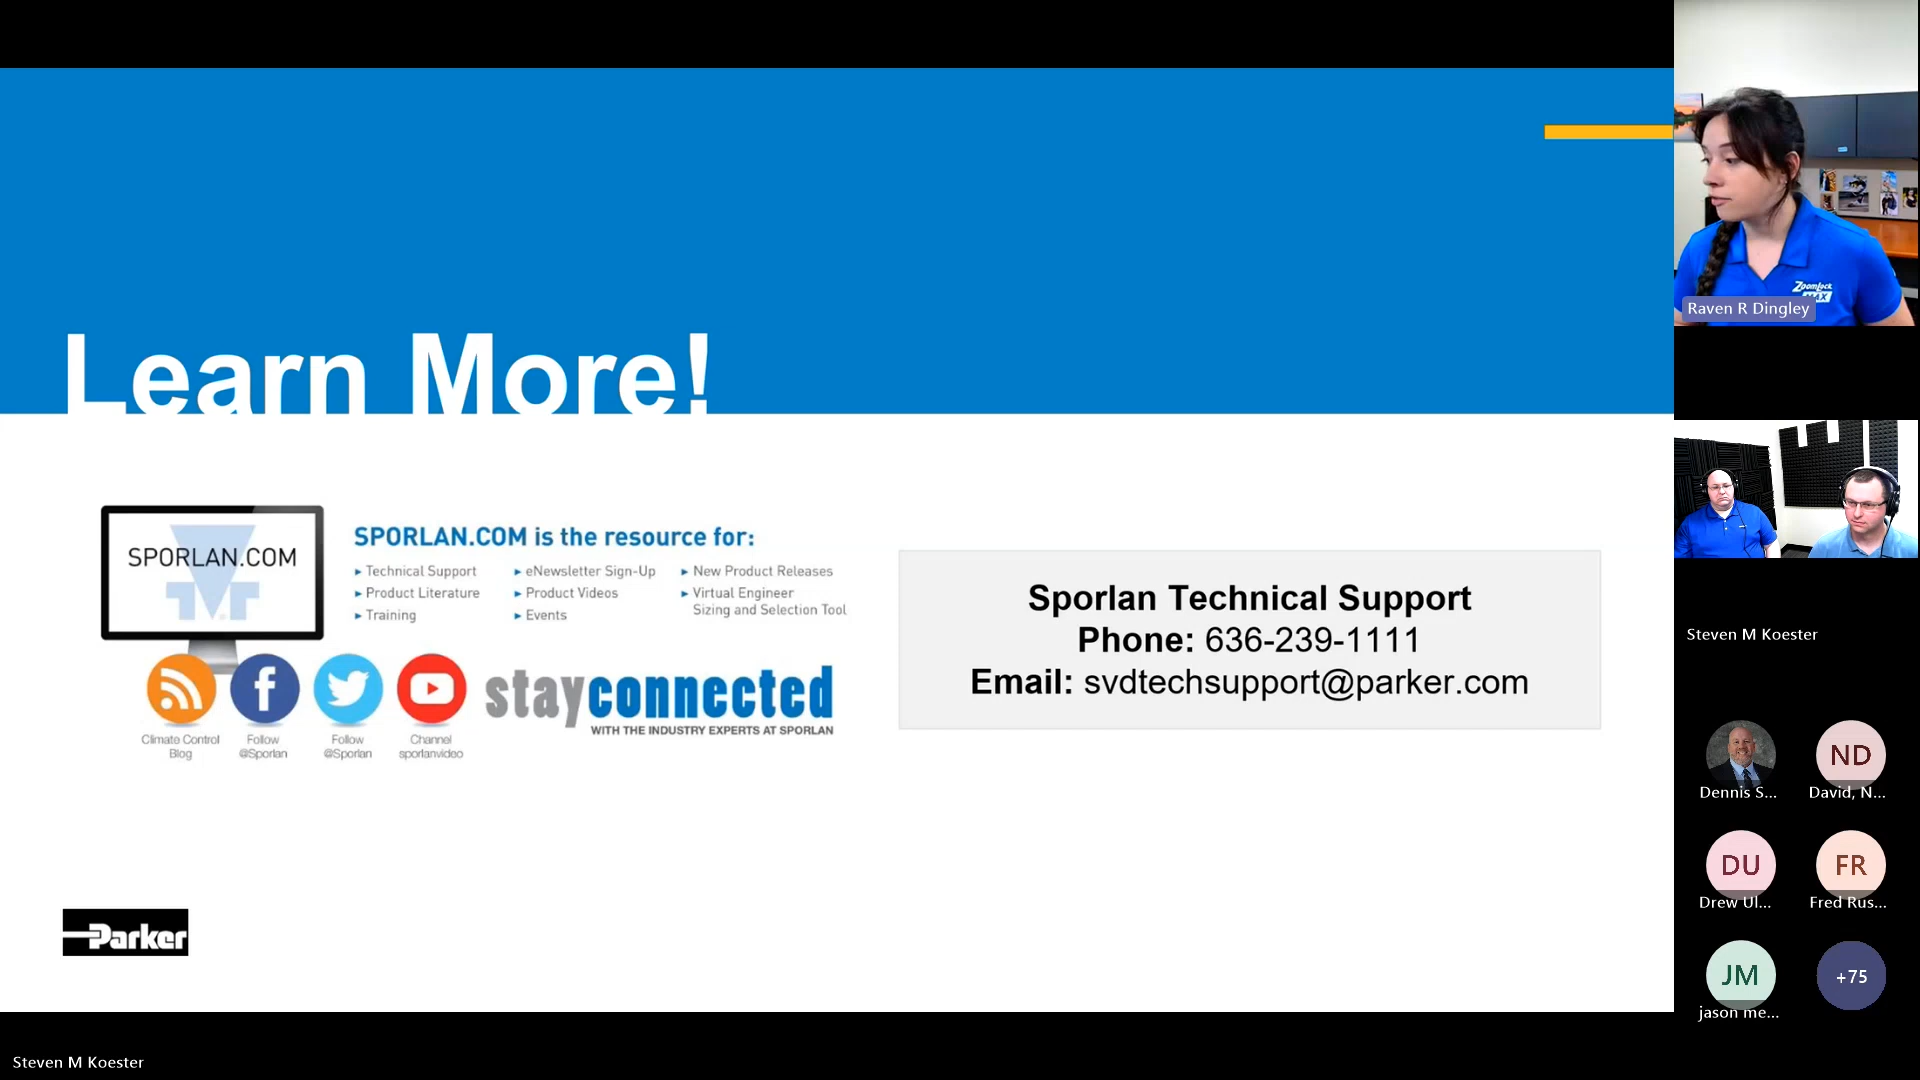 Learn More!
SPORLAN.COM
SPORLAN.COM is the resource for:
Technical Support
Product Literature
Training
eNewsletter Sign-Up
Product Videos
Events
New Product Releases
Virtual Engineer
Sizing and Selection Tool
Climate Control
Blog
Follow
@Sporlan
Follow
@Sporlan
Channel
sporlanvideo
stayconnected
WITH THE INDUSTRY EXPERTS AT SPORLAN
Sporlan Technical Support
Phone: 636-239-1111
Email: svdtechsupport@parker.com
Parker
Steven M Koester
Zoomlock
MAX
Raven R Dingley
Steven M Koester
Dennis S...
ND
David, N...
DU
Drew Ul...
FR
Fred Rus...
JM
jason me...
+75